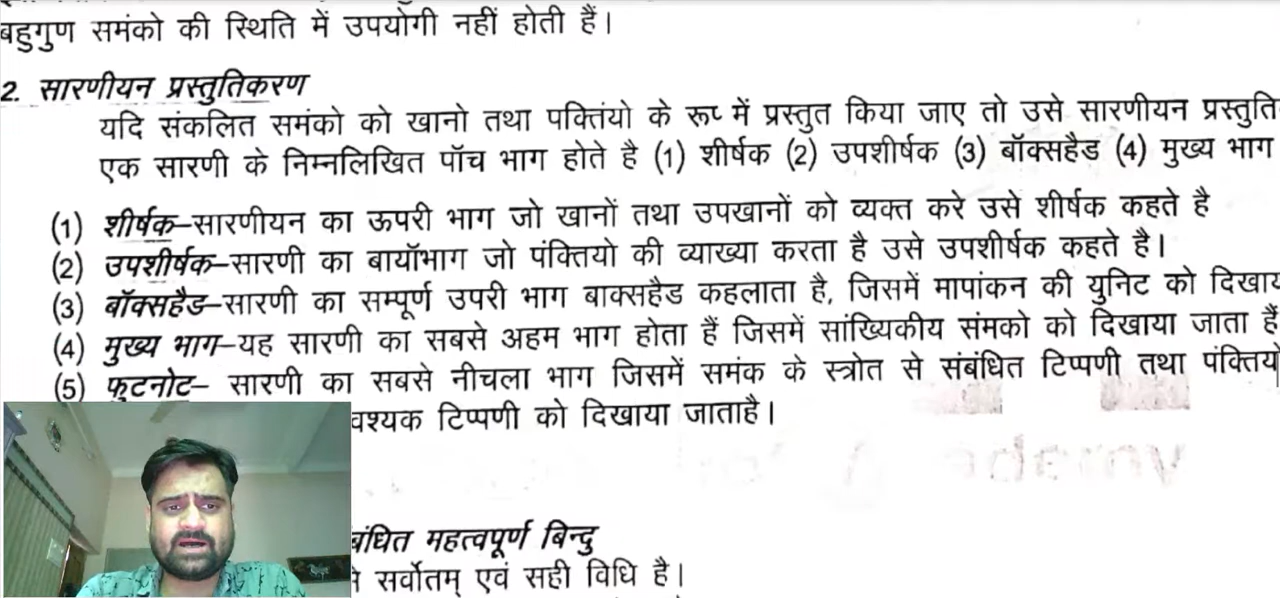 बहुगुण समंको की स्थिति में उपयोगी नहीं होती हैं।
2. सारणीयन प्रस्तुतिकरण
यदि संकलित समंको को खानो तथा पक्तिंयो के रूप में प्रस्तुत किया जाए तो उसे सारणीयन प्रस्तुति
एक सारणी के निम्नलिखित पॉच भाग होते है (1) शीर्षक (2) उपशीर्षक (3) बॉक्सहैड (4) मुख्य भाग
(1) शीर्षक–सारणीयन का ऊपरी भाग जो खानों तथा उपखानों को व्यक्त करे उसे शीर्षक कहते है
(2) उपशीर्षक–सारणी का बायॉभाग जो पंक्तियो की व्याख्या करता है उसे उपशीर्षक कहते है।
(3) बॉक्सहैड–सारणी का सम्पूर्ण उपरी भाग बाक्सहैड कहलाता है, जिसमें मापांकन की युनिट को
(4) मुख्य भाग–यह सारणी का सबसे अहम भाग होता हैं जिसमें सांख्यिकीय संमको को दिखाया जाता हैं
(5) फुटनोट– सारणी का सबसे नीचला भाग जिसमें समंक के स्त्रोत से संबंधित टिप्पणी तथा
वश्यक टिप्पणी को दिखाया जाताहै।
बंधित महत्वपूर्ण बिन्दु
सर्वोतम् एवं सही विधि है।